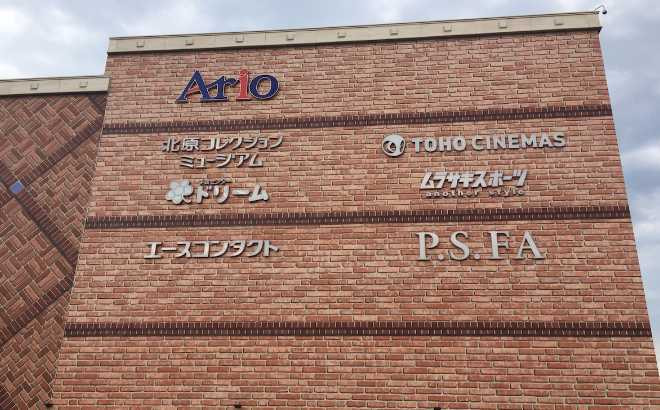 Ario
北原コレクション
ミュージアム
TOHO CINEMAS
ドリーム
ムラサキスポーツ
another style
エースコンタクト
P.S.FA